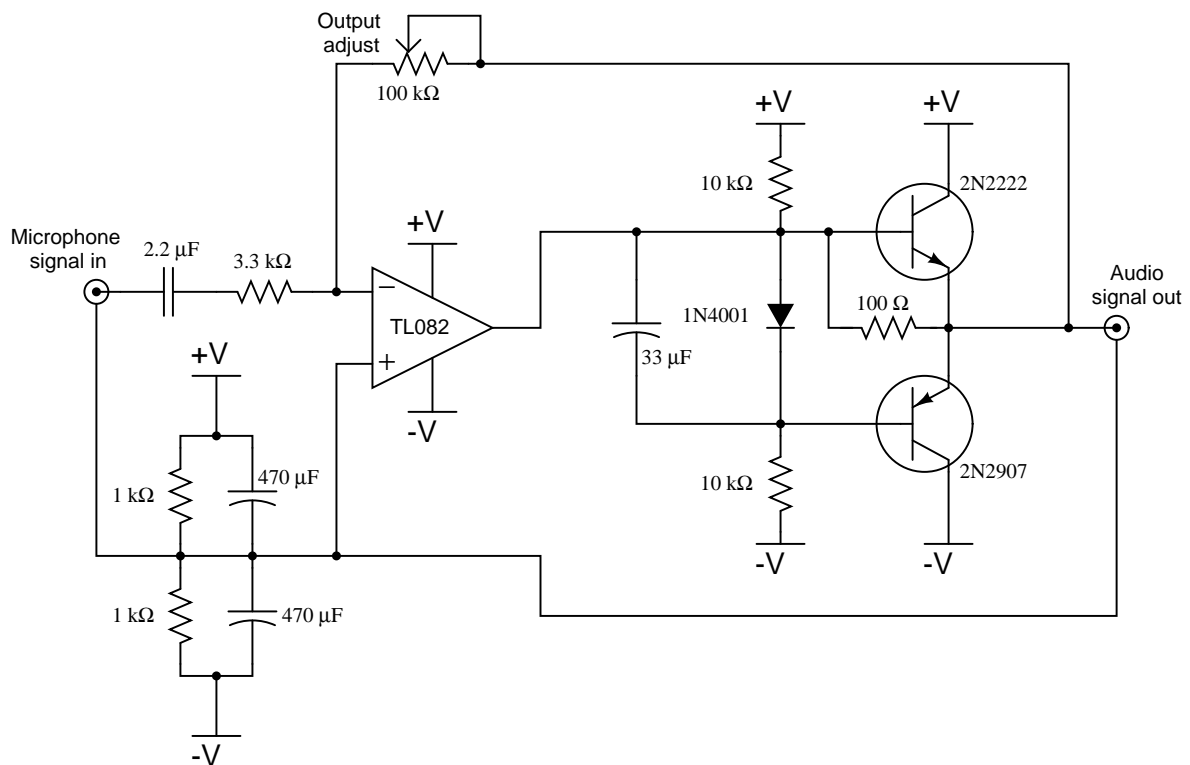 Output
adjust
100 kΩ
+V
+V
10 kΩ
2N2222
Microphone
signal in
2.2 µF
3.3 kΩ
+V
−
TL082
+
-V
Audio
signal out
100 Ω
1N4001
33 µF
+V
10 kΩ
2N2907
-V
-V
1 kΩ
470 µF
1 kΩ
470 µF
-V